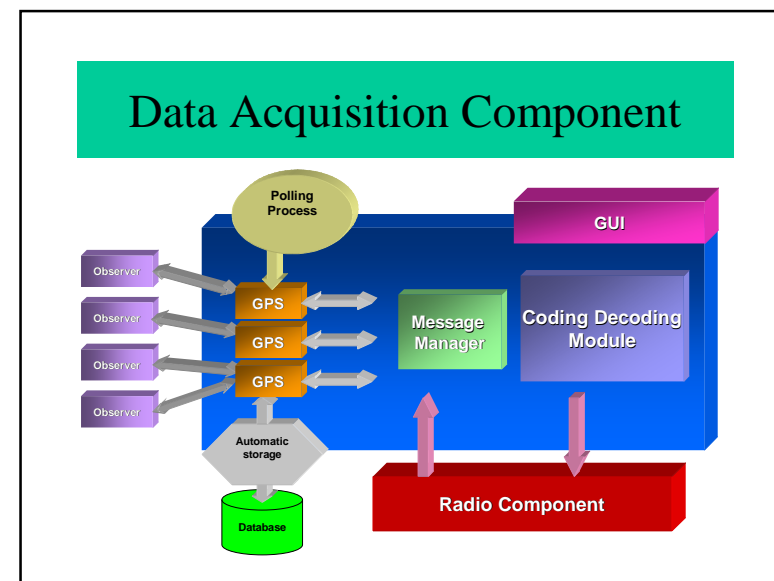 Data Acquisition Component
Polling
Process
GUI
Observer
Observer
Observer
Observer
GPS
GPS
GPS
Message
Manager
Coding Decoding
Module
Automatic
storage
Radio Component
Database